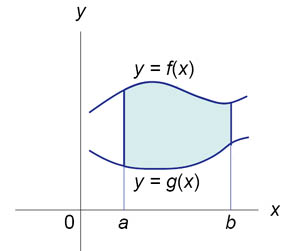 y
y = f(x)
y = g(x)
x
0
a
b